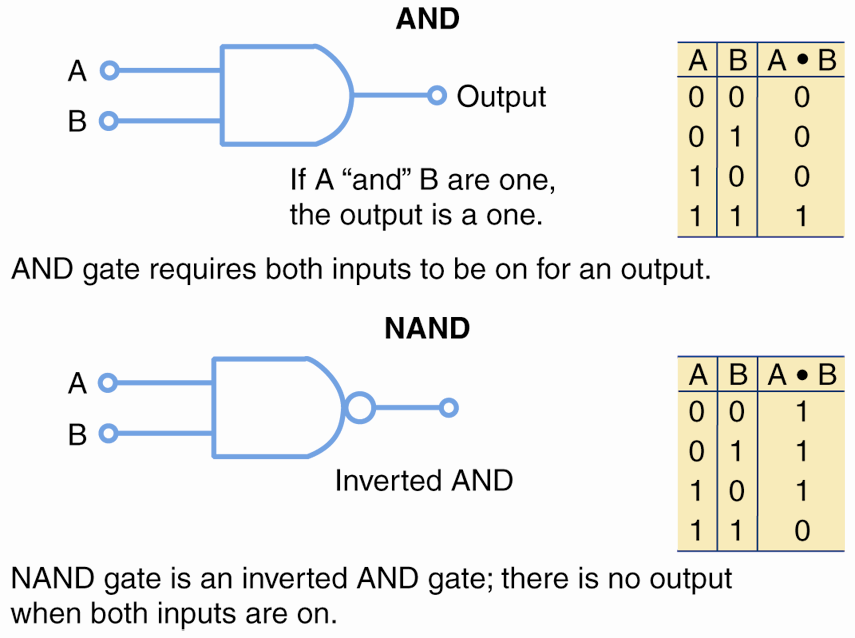 AND
A
B
Output
If A “and” B are one,
the output is a one.
A B A • B
0 0 0
0 1 0
1 0 0
1 1 1
AND gate requires both inputs to be on for an output.
NAND
A
B
Inverted AND
A B A • B
0 0 1
0 1 1
1 0 1
1 1 0
NAND gate is an inverted AND gate; there is no output
when both inputs are on.